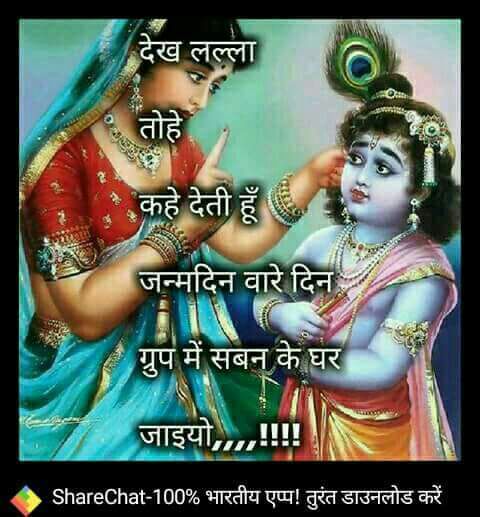 देख लल्ला
तोहे
कहे देती हूँ
जन्मदिन वारे दिन
ग्रुप में सबन के घर
जाइयो,,,,!!!!
ShareChat-100% भारतीय एप्प! तुरंत डाउनलोड करें